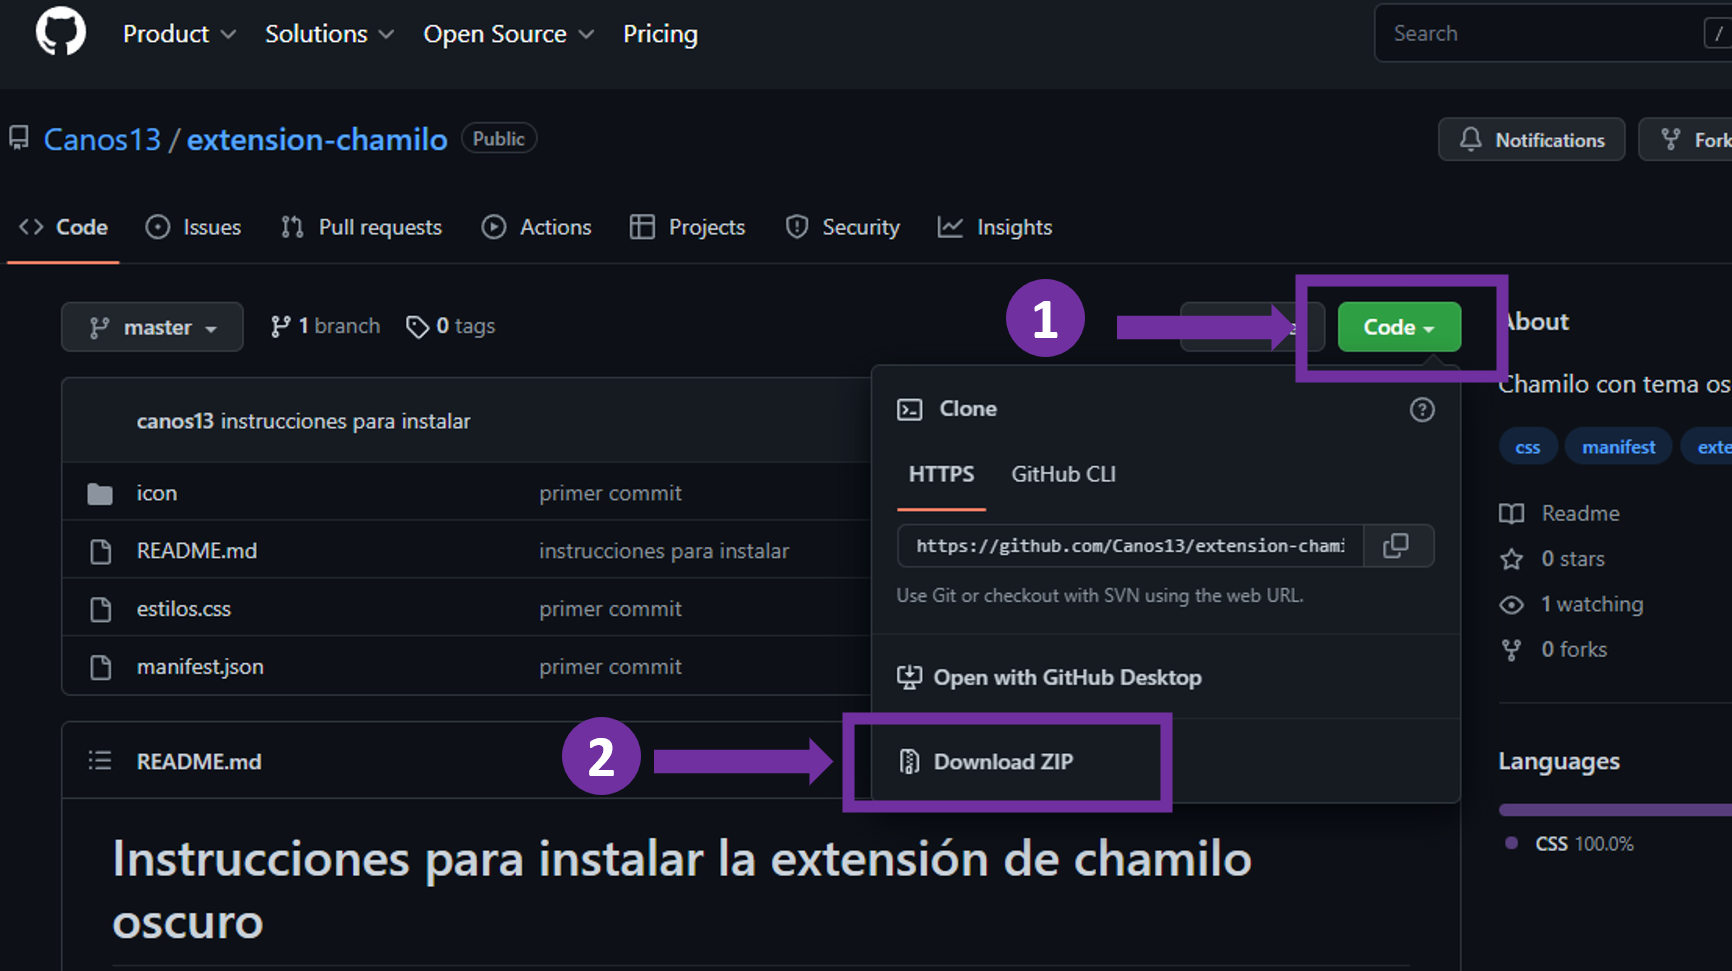 Product Solutions Open Source Pricing Search /
Canos13 / extension-chamilo Public Notifications Fork
Code Issues Pull requests Actions Projects Security Insights
master 1 branch 0 tags 1 Code About
Chamilo con tema os
canos13 instrucciones para instalar
Clone
css manifest exte
HTTPS GitHub CLI
icon primer commit
README.md instrucciones para instalar
estilos.css primer commit
manifest.json primer commit
https://github.com/Canos13/extension-chami
Use Git or checkout with SVN using the web URL.
Open with GitHub Desktop
2 Download ZIP
Readme
0 stars
1 watching
0 forks
Languages
CSS 100.0%
README.md
Instrucciones para instalar la extensión de chamilo
oscuro